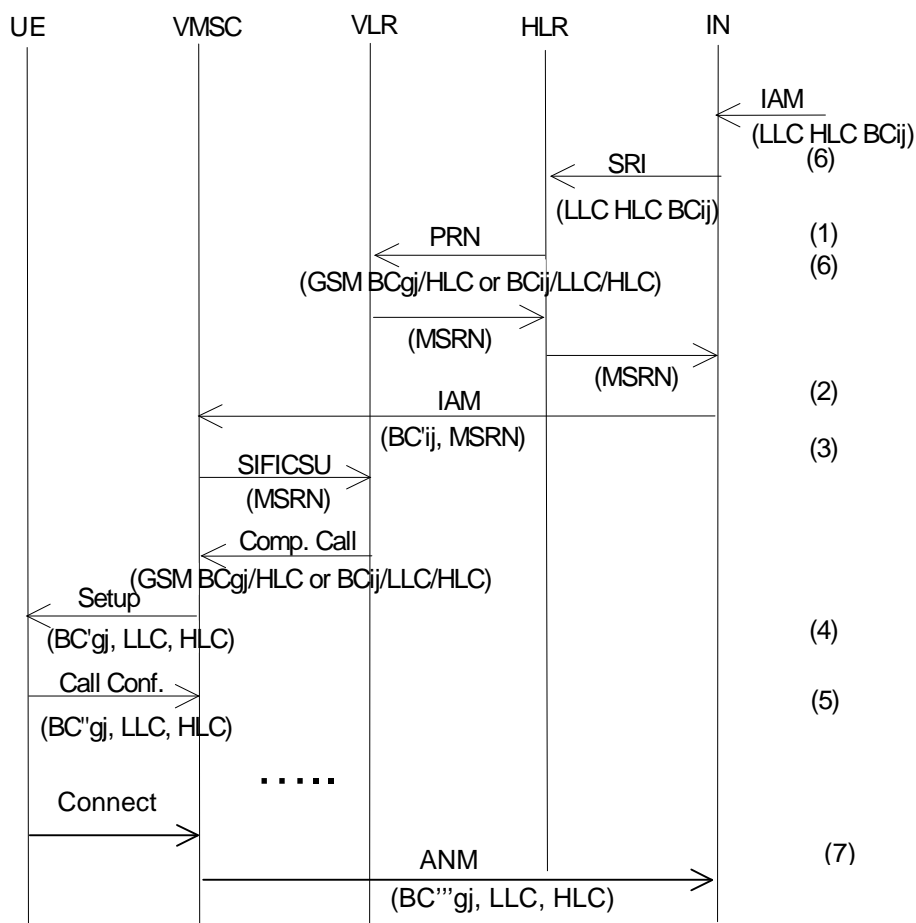 UE VMSC VLR HLR IN
IAM
(LLC HLC BCij)
(6)
SRI
(LLC HLC BCij)
(1)
PRN
(6)
(GSM BCgj/HLC or BCij/LLC/HLC)
(MSRN)
(MSRN)
(2)
IAM
(BC'ij, MSRN)
(3)
SIFICSU
(MSRN)
Comp. Call
(GSM BCgj/HLC or BCij/LLC/HLC)
Setup
(BC'gj, LLC, HLC)
(4)
Call Conf.
(5)
(BC"gj, LLC, HLC)
.....
Connect
(7)
ANM
(BC'''gj, LLC, HLC)